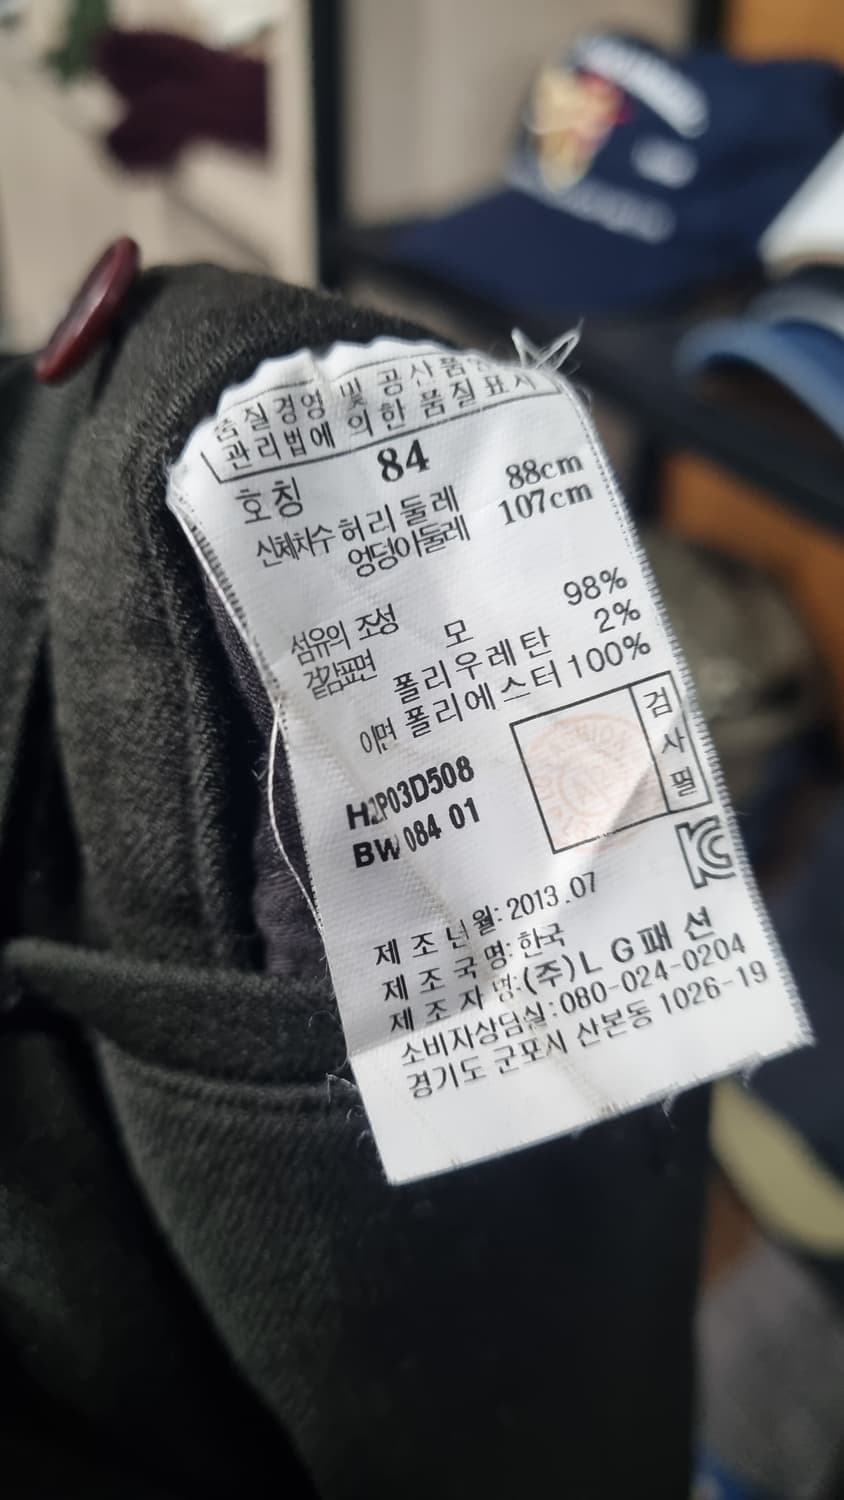 품질경영 및 공산품안전
관리법에 의한 품질표시
호칭 84
신체치수 허리둘레 88cm
엉덩이둘레 107cm
섬유의 조성
겉감표면 모 98%
폴리우레탄 2%
이면 폴리에스터 100%
검사필
H2P03D508
BW 084 01
제조년월: 2013.07
제조국명: 한국
제조자명: (주)LG패션
소비자상담실: 080-024-0204
경기도 군포시 산본동 1026-19